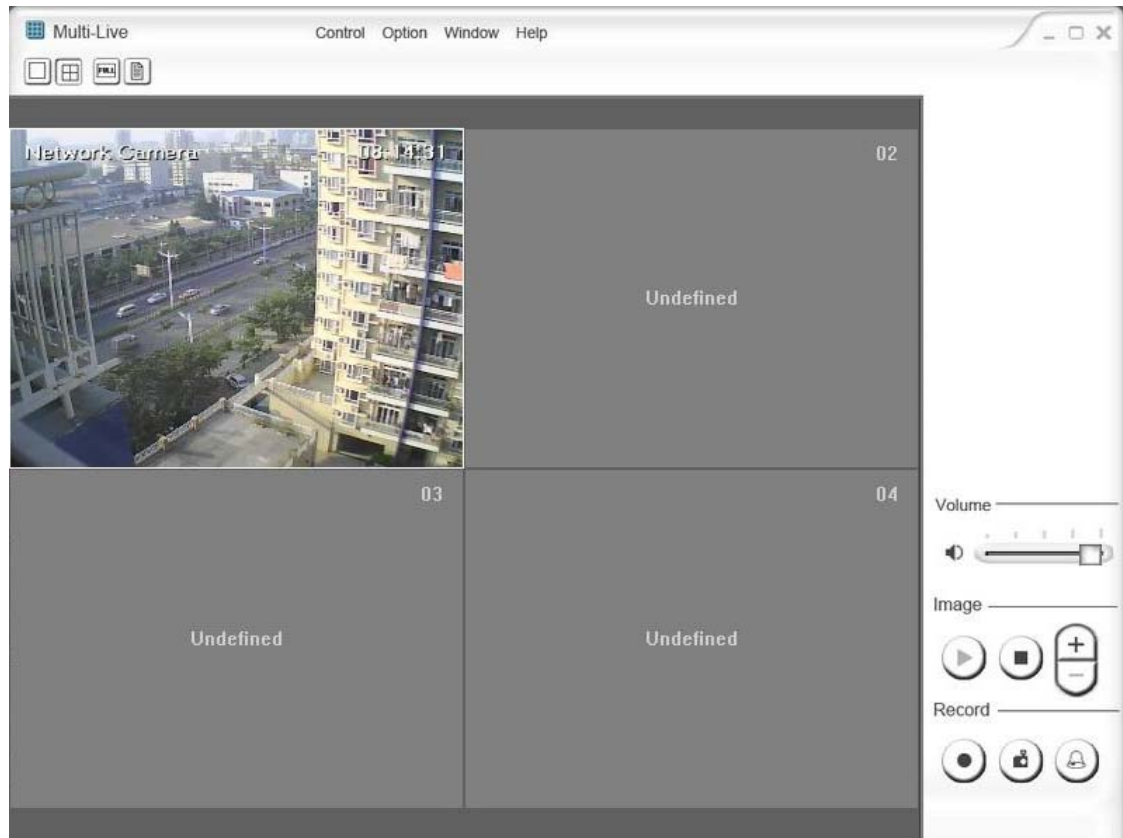 Multi-Live
Control Option Window Help
FULL
Network Camera 08:14:31
02
Undefined
03
04
Undefined
Undefined
Volume
Image
Record